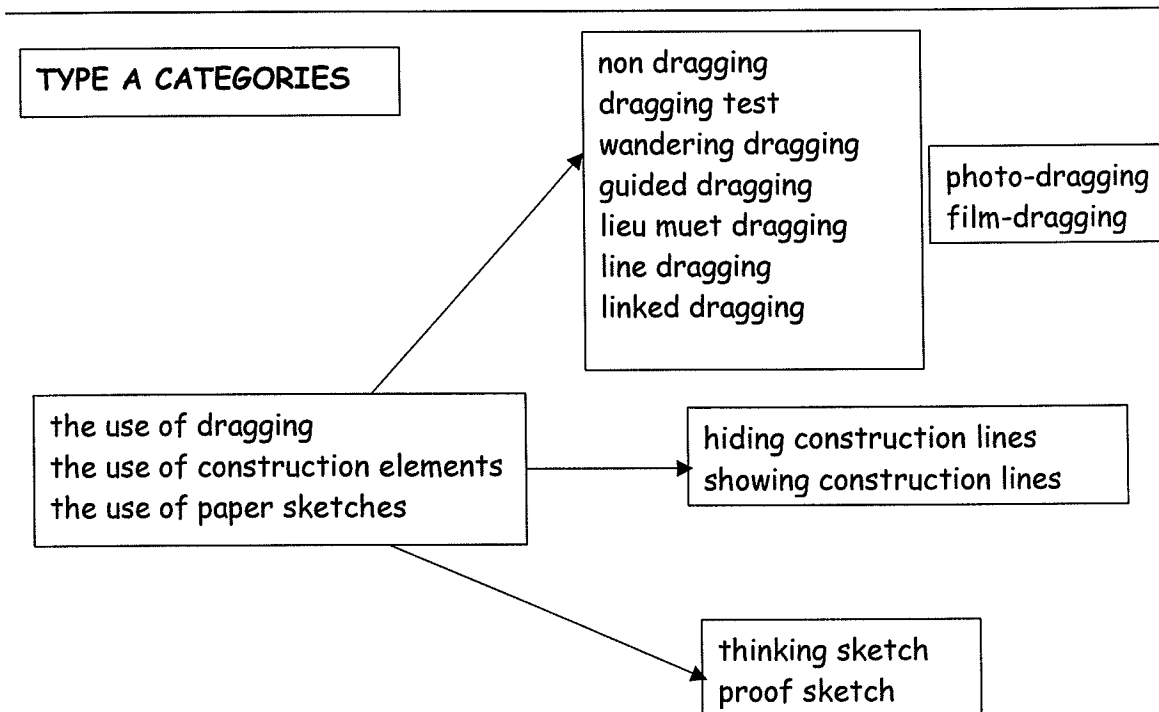 TYPE A CATEGORIES
non dragging
dragging test
wandering dragging
guided dragging
lieu muet dragging
line dragging
linked dragging
photo-dragging
film-dragging
the use of dragging
the use of construction elements
the use of paper sketches
hiding construction lines
showing construction lines
thinking sketch
proof sketch